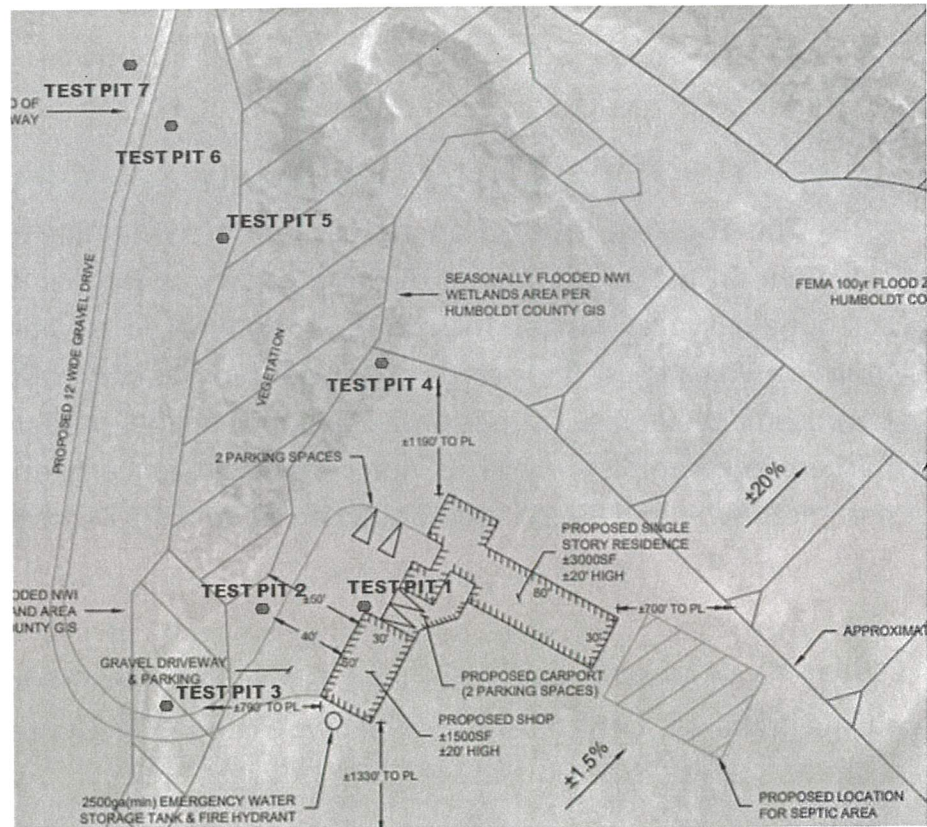 TEST PIT 7
D OF
WAY
TEST PIT 6
TEST PIT 5
PROPOSED 12' WIDE GRAVEL DRIVE
SEASONALLY FLOODED NWI
WETLANDS AREA PER
HUMBOLDT COUNTY GIS
FEMA 100yr FLOOD Z
HUMBOLDT CO
VEGETATION
TEST PIT 4
±1190' TO PL
2 PARKING SPACES
±20%
PROPOSED SINGLE
STORY RESIDENCE
±3000SF
±20' HIGH
80'
30'
±700' TO PL
ODED NWI
AND AREA
OUNTY GIS
TEST PIT 2
±50'
TEST PIT 1
40'
30'
50'
APPROXIMAT
GRAVEL DRIVEWAY
& PARKING
PROPOSED CARPORT
(2 PARKING SPACES)
TEST PIT 3
±790' TO PL
PROPOSED SHOP
±1500SF
±20' HIGH
±1330' TO PL
±1.5%
2500ga(min) EMERGENCY WATER
STORAGE TANK & FIRE HYDRANT
PROPOSED LOCATION
FOR SEPTIC AREA